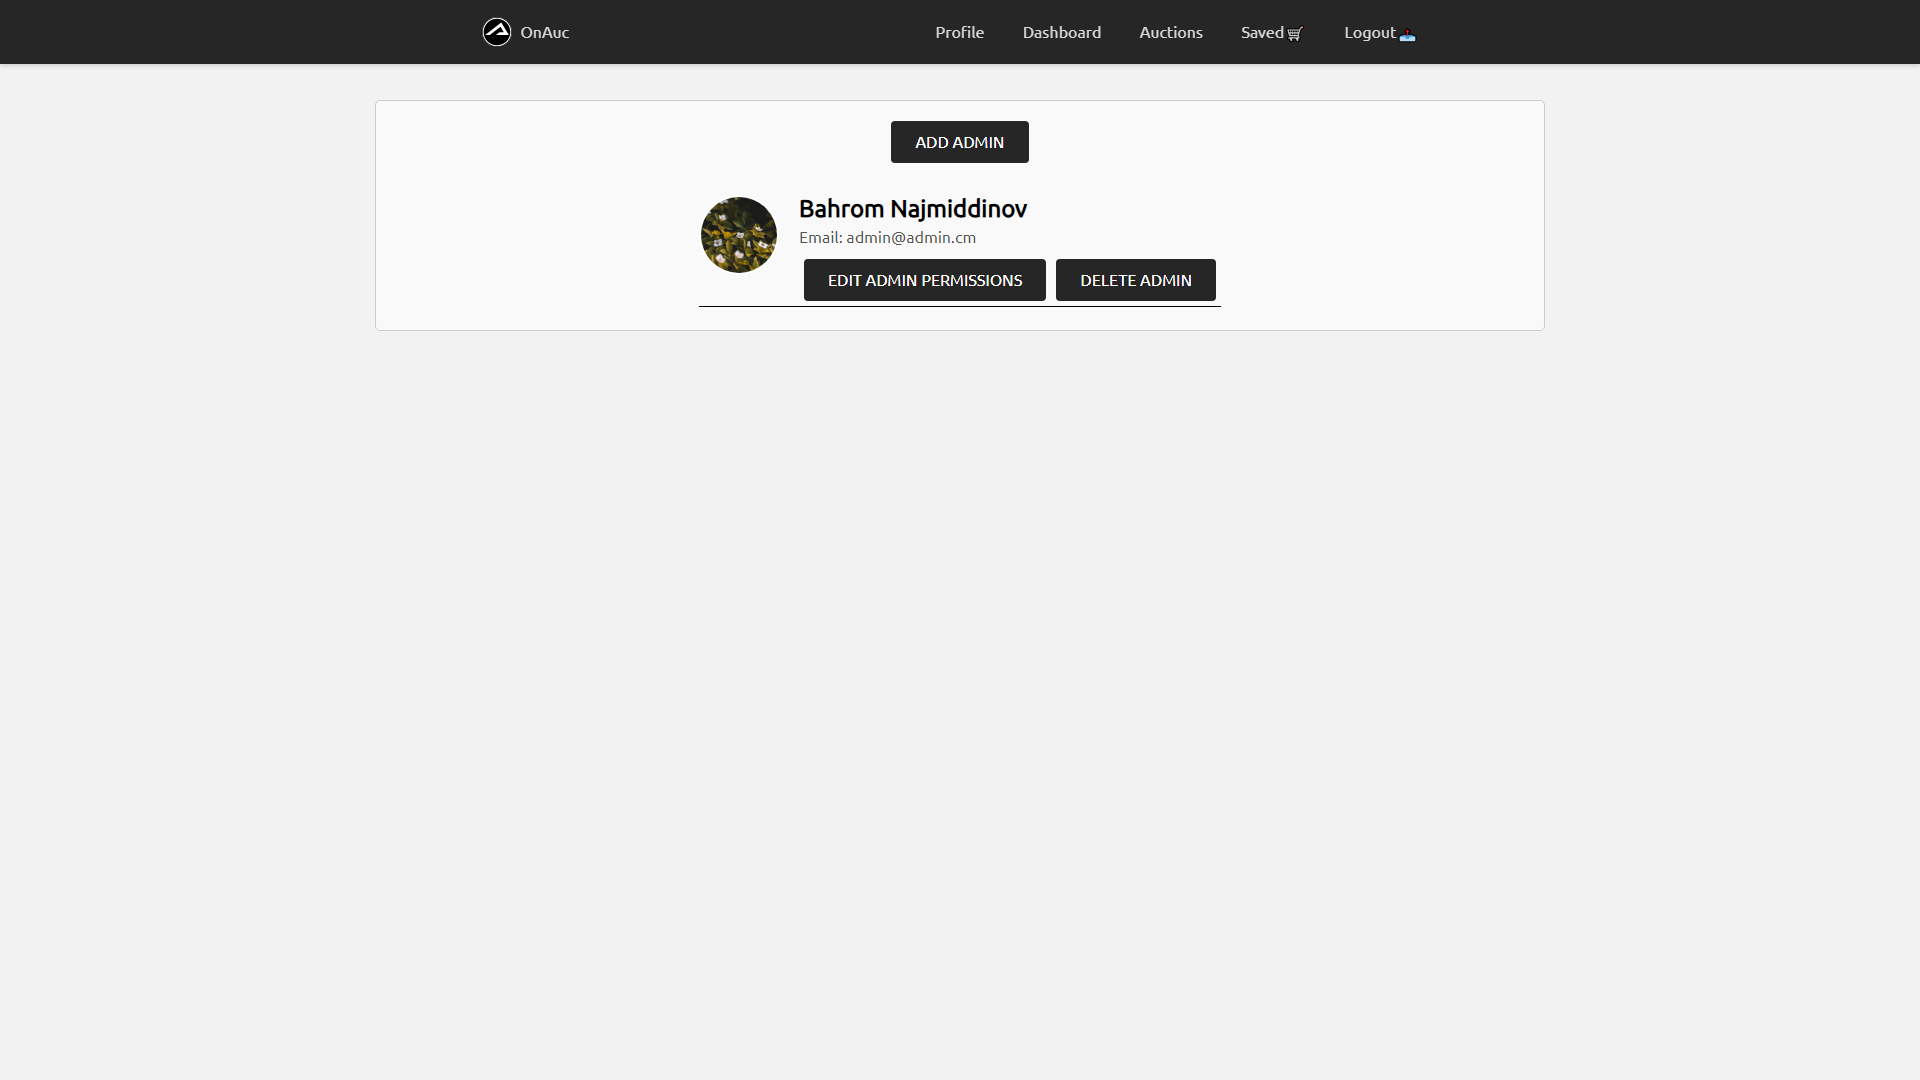 OnAuc
Profile
Dashboard
Auctions
Saved
Logout
ADD ADMIN
Bahrom Najmiddinov
Email: admin@admin.cm
EDIT ADMIN PERMISSIONS
DELETE ADMIN